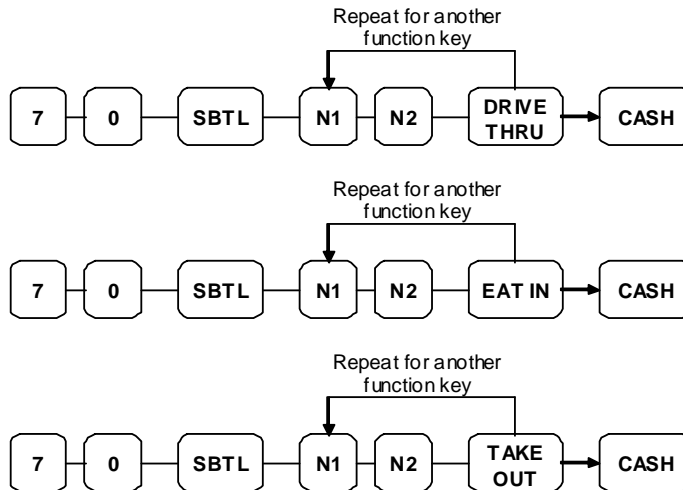 Repeat for another
function key
7 0 SBTL N1 N2 DRIVE THRU CASH
Repeat for another
function key
7 0 SBTL N1 N2 EAT IN CASH
Repeat for another
function key
7 0 SBTL N1 N2 TAKE OUT CASH